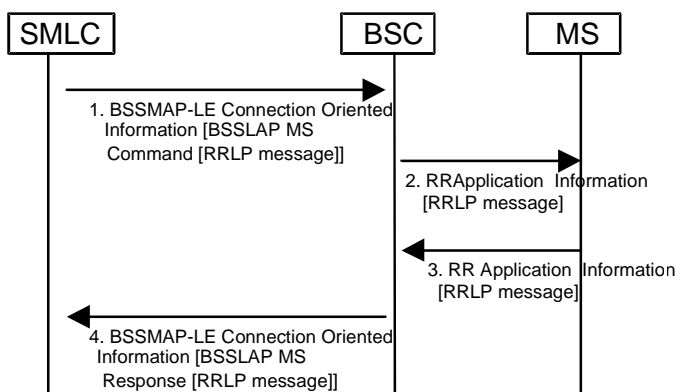 SMLC
BSC
MS
1. BSSMAP-LE Connection Oriented
Information [BSSLAP MS
Command [RRLP message]]
2. RRApplication Information
[RRLP message]
3. RR Application Information
[RRLP message]
4. BSSMAP-LE Connection Oriented
Information [BSSLAP MS
Response [RRLP message]]